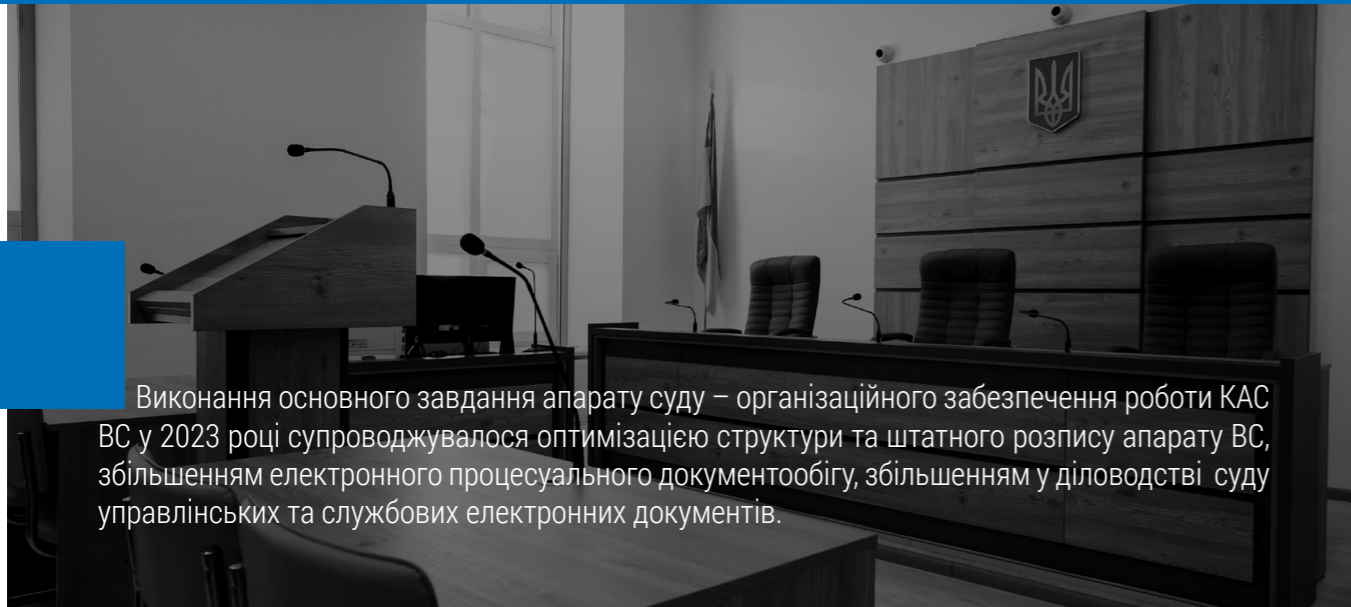 Виконання основного завдання апарату суду – організаційного забезпечення роботи КАС
ВС у 2023 році супроводжувалося оптимізацією структури та штатного розпису апарату ВС,
збільшенням електронного процесуального документообігу, збільшенням у діловодстві суду
управлінських та службових електронних документів.